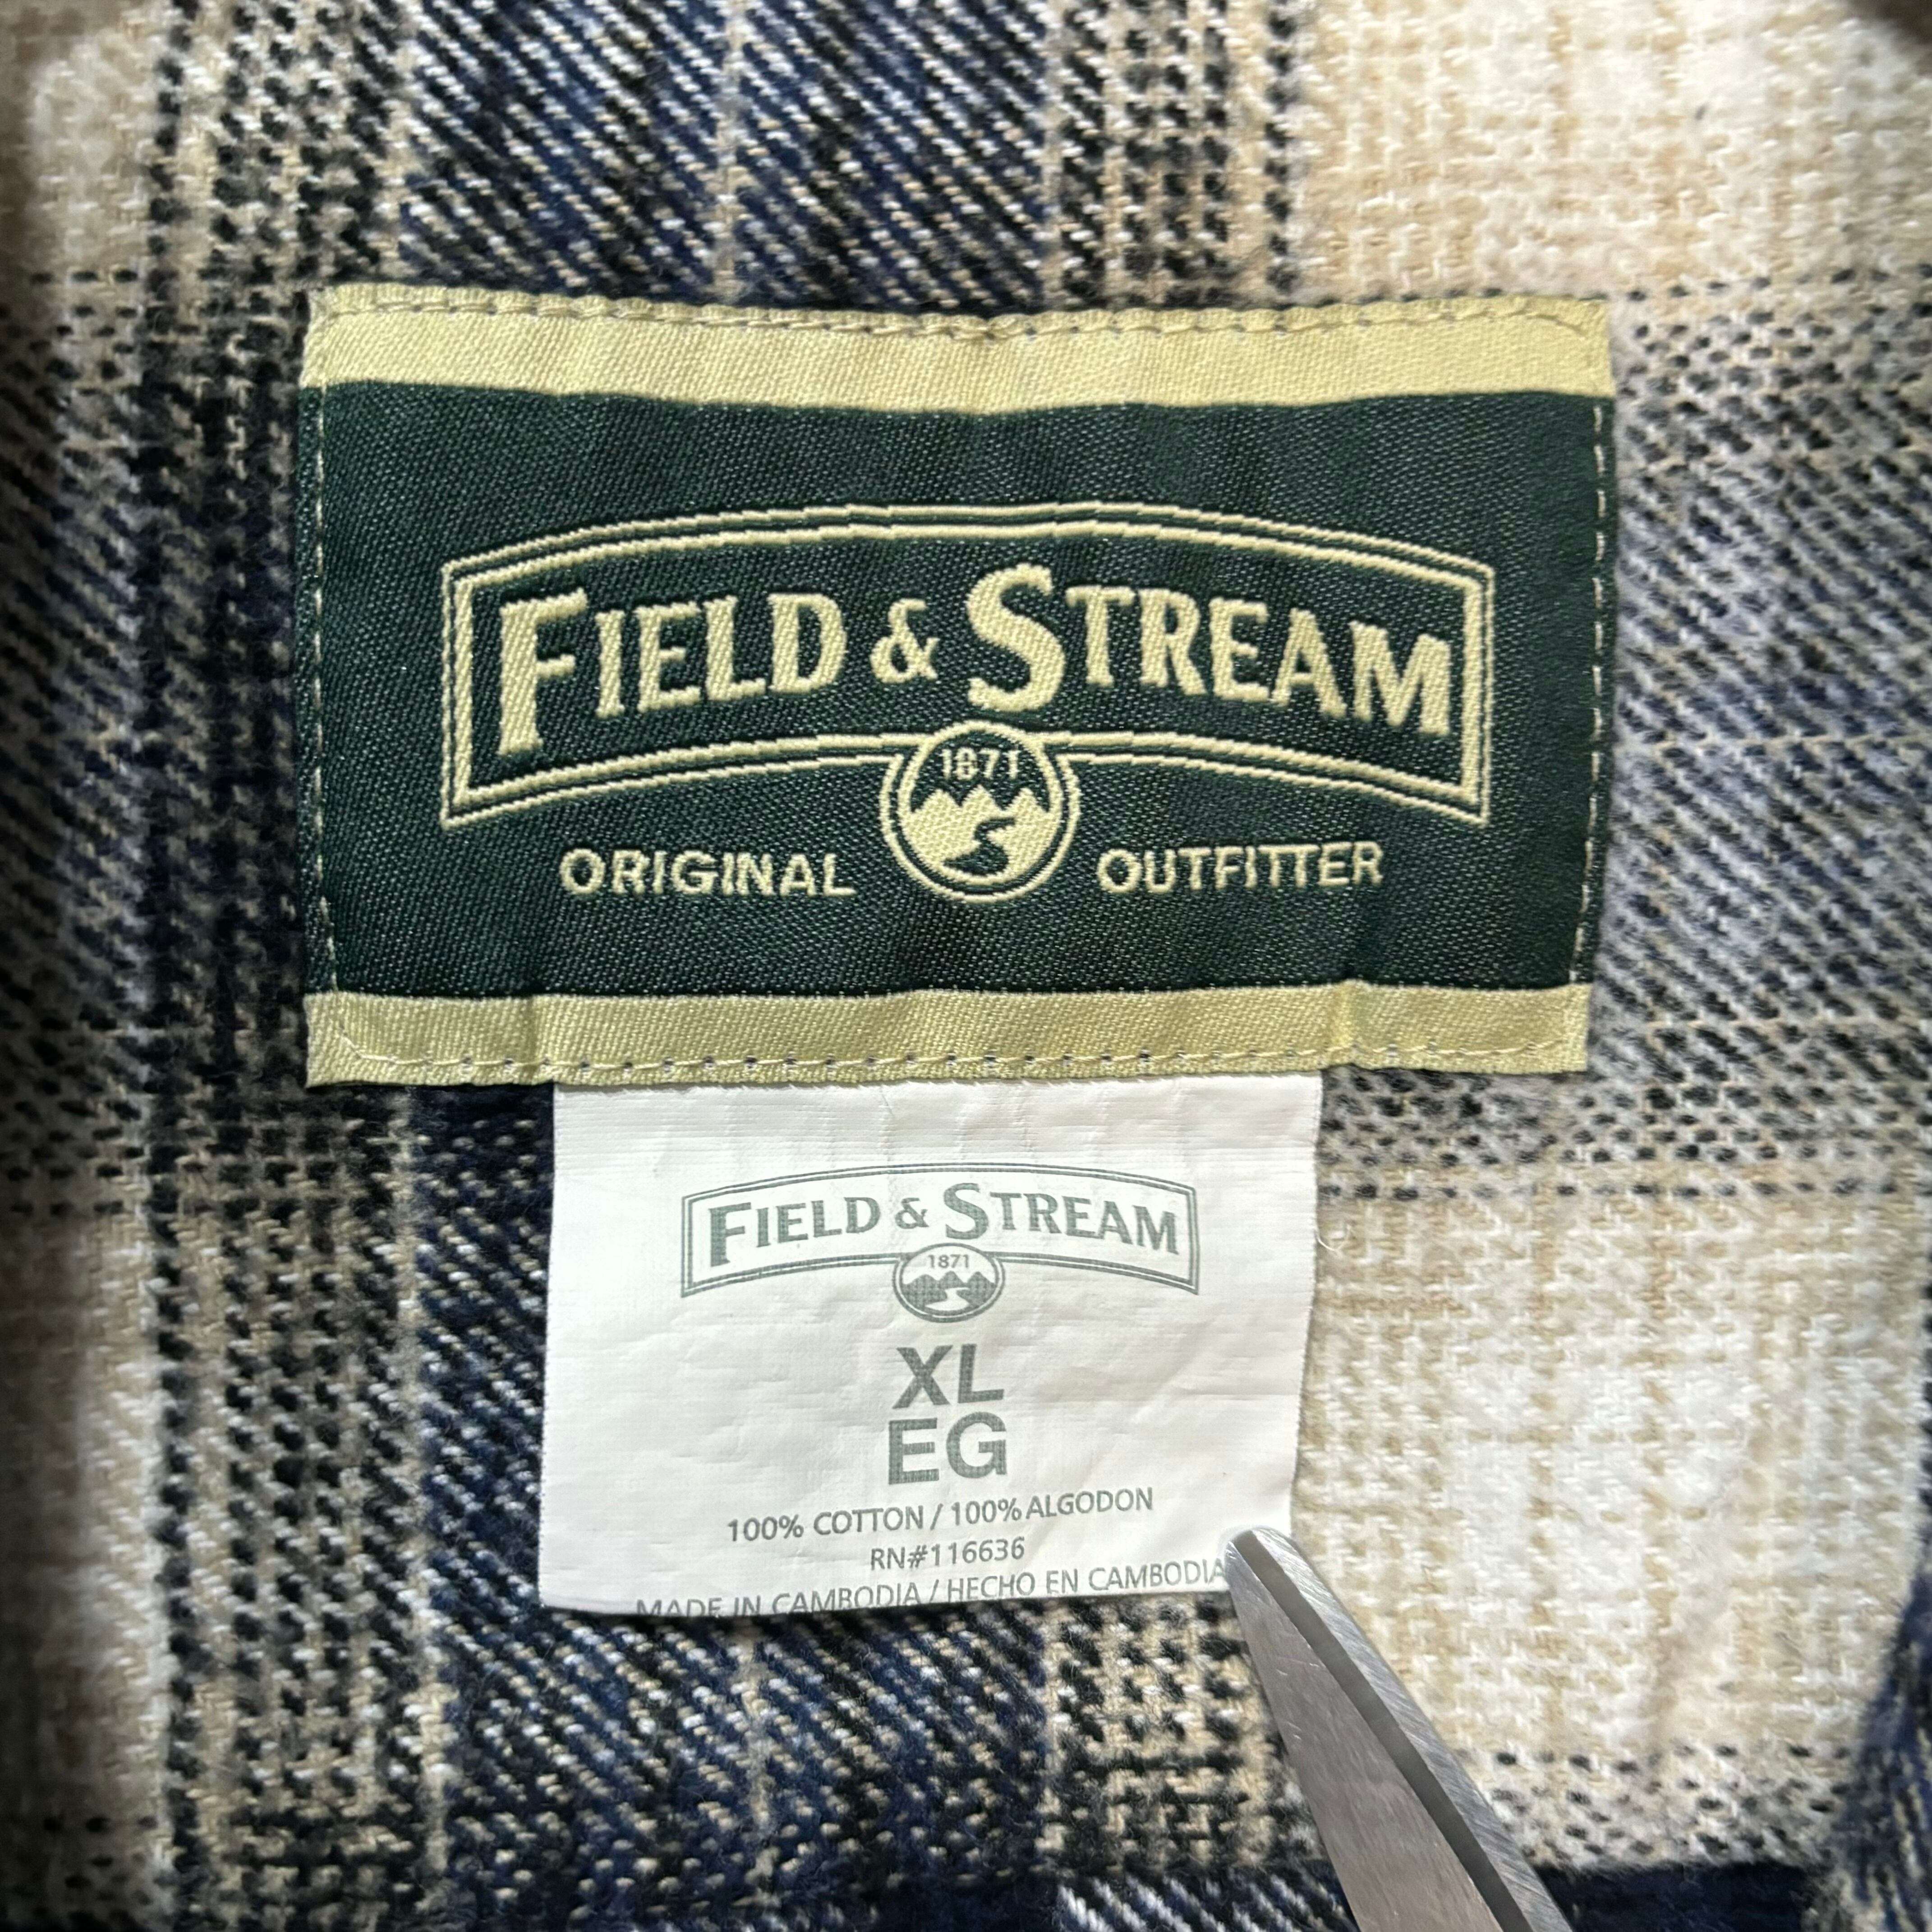 FIELD & STREAM
1871
ORIGINAL OUTFITTER
FIELD & STREAM
1871
XL
EG
100% COTTON / 100% ALGODON
RN#116636
MADE IN CAMBODIA / HECHO EN CAMBODIA